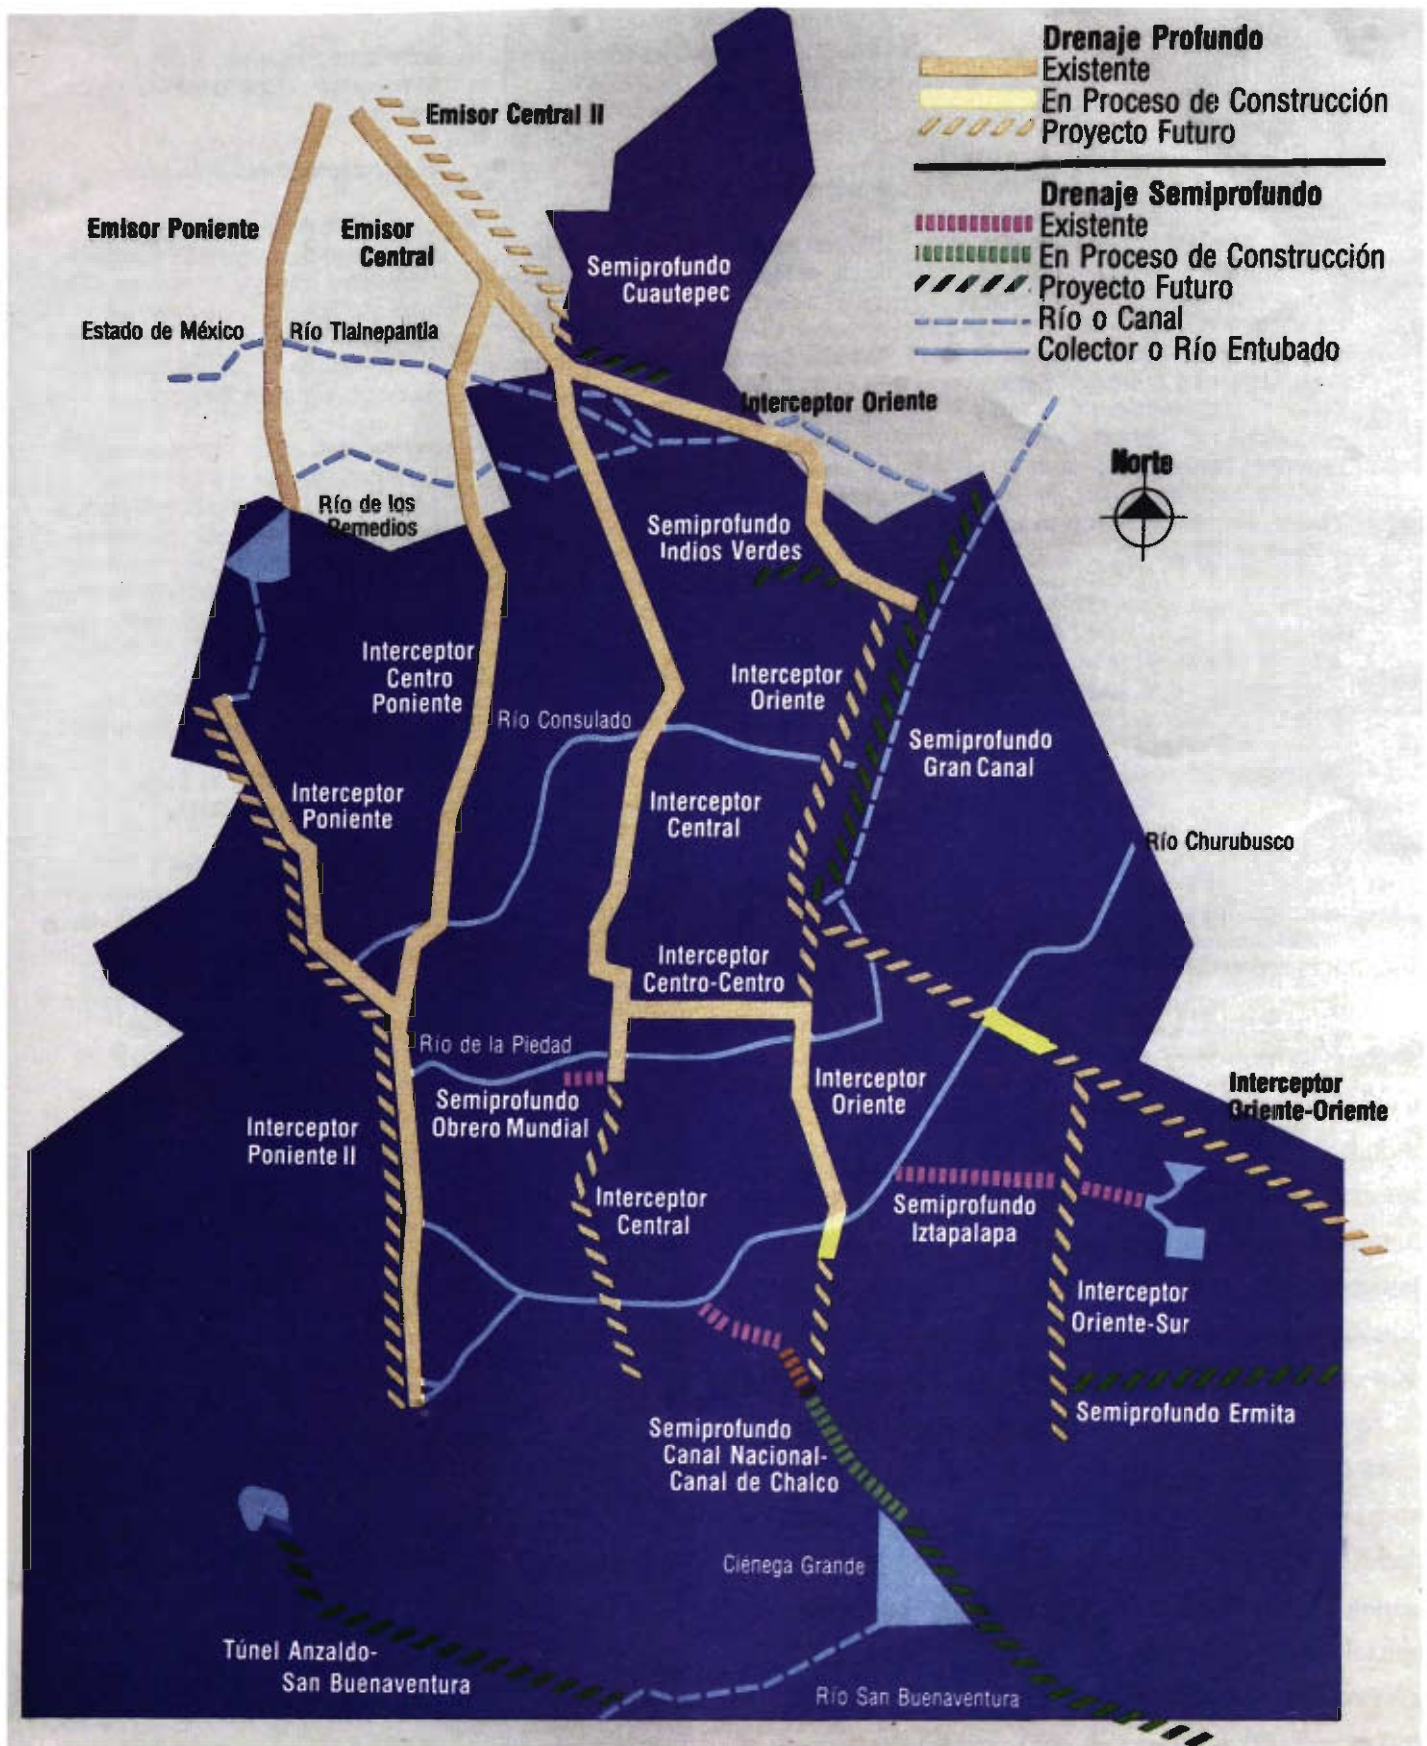 Drenaje Profundo
Existente
En Proceso de Construcción
Proyecto Futuro
Drenaje Semiprofundo
Existente
En Proceso de Construcción
Proyecto Futuro
Río o Canal
Colector o Río Entubado
Emisor Central II
Emisor Poniente
Emisor
Central
Semiprofundo
Cuautepec
Estado de México
Río Tlalnepantla
Interceptor Oriente
Norte
Río de los
Remedios
Semiprofundo
Indios Verdes
Interceptor
Centro
Poniente
Interceptor
Oriente
Río Consulado
Semiprofundo
Gran Canal
Interceptor
Poniente
Interceptor
Central
Río Churubusco
Interceptor
Centro-Centro
Río de la Piedad
Semiprofundo
Obrero Mundial
Interceptor
Oriente
Interceptor
Oriente-Oriente
Interceptor
Poniente II
Interceptor
Central
Semiprofundo
Iztapalapa
Interceptor
Oriente-Sur
Semiprofundo Ermita
Semiprofundo
Canal Nacional-
Canal de Chalco
Ciénega Grande
Túnel Anzaldo-
San Buenaventura
Río San Buenaventura